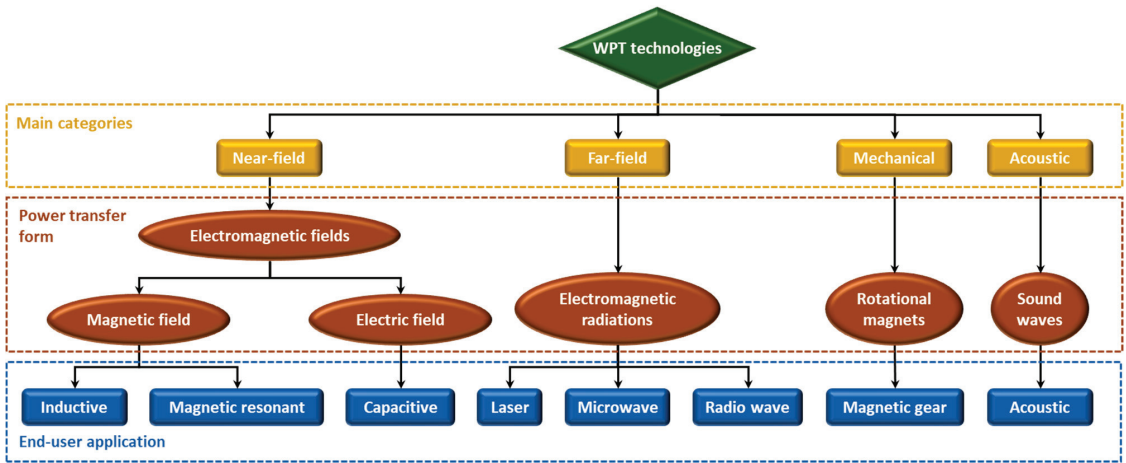 WPT technologies
Main categories
Near-field
Far-field
Mechanical
Acoustic
Power transfer
form
Electromagnetic fields
Magnetic field
Electric field
Electromagnetic
radiations
Rotational
magnets
Sound
waves
Inductive
Magnetic resonant
Capacitive
Laser
Microwave
Radio wave
Magnetic gear
Acoustic
End-user application